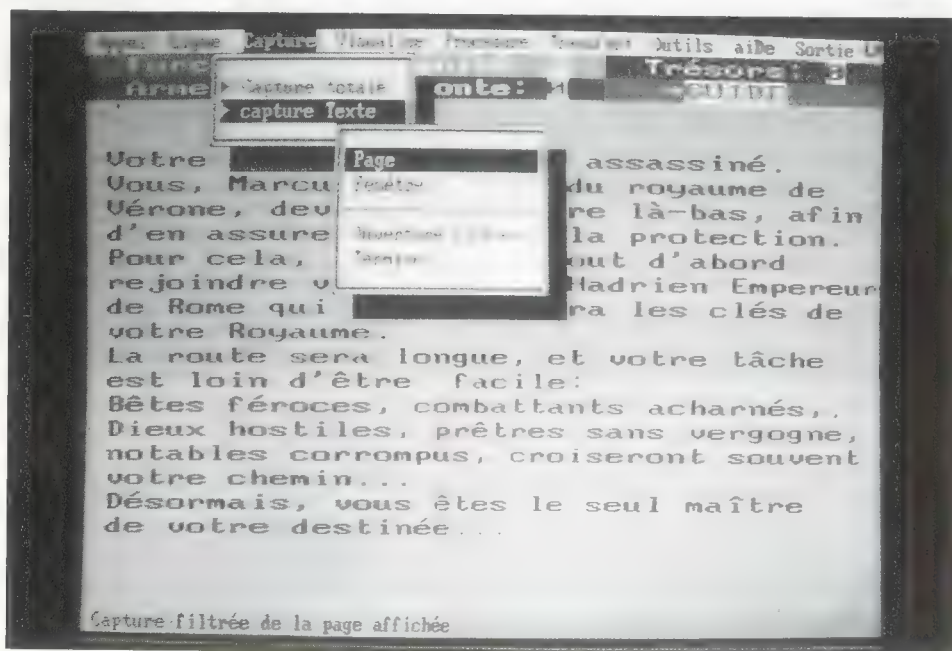 Capture Outils aiDe Sortie
Trésors: 8
Arme Capture totale onte:
capture Texte
Votre Page assassiné.
Vous, Marcu du royaume de
Vérone, dev re là-bas, afin
d'en assure la protection.
Pour cela, out d'abord
rejoindre v Hadrien Empereur
de Rome qui ra les clés de
votre Royaume.
La route sera longue, et votre tâche
est loin d'être facile:
Bêtes féroces, combattants acharnés,.
Dieux hostiles, prêtres sans vergogne,
notables corrompus, croiseront souvent
votre chemin...
Désormais, vous êtes le seul maître
de votre destinée...
Capture filtrée de la page affichée